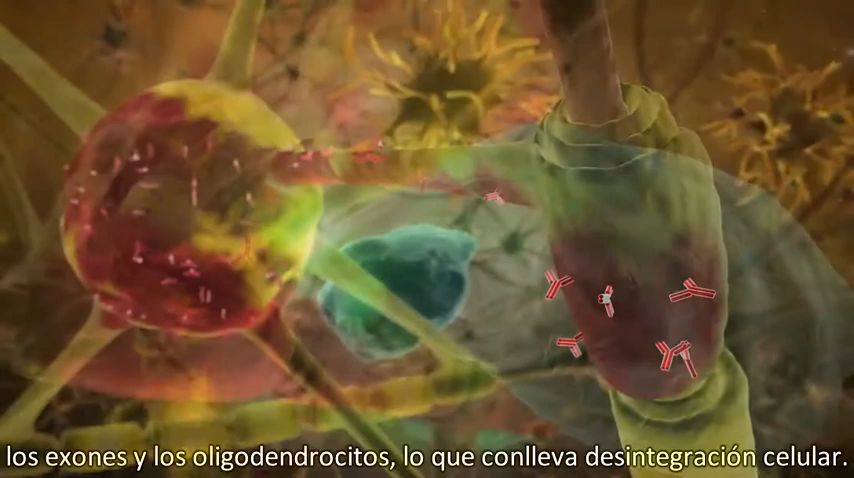 los exones y los oligodendrocitos, lo que conlleva desintegración celular.